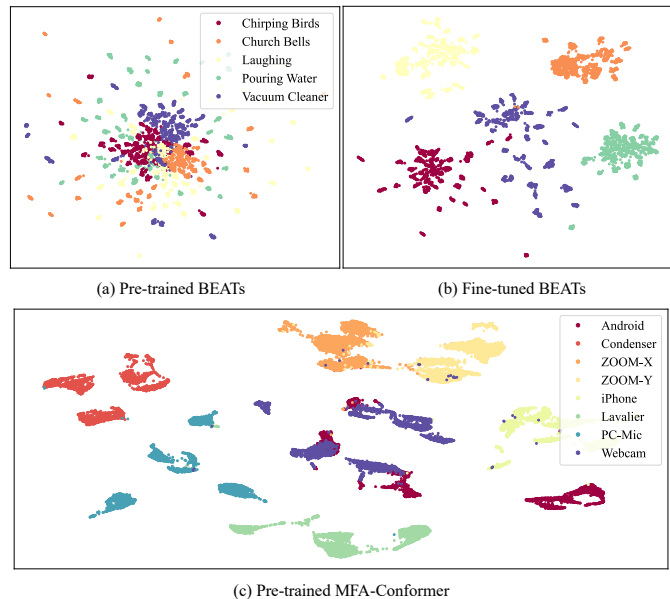 Chirping Birds
Church Bells
Laughing
Pouring Water
Vacuum Cleaner
(a) Pre-trained BEATs
(b) Fine-tuned BEATs
Android
Condenser
ZOOM-X
ZOOM-Y
iPhone
Lavalier
PC-Mic
Webcam
(c) Pre-trained MFA-Conformer